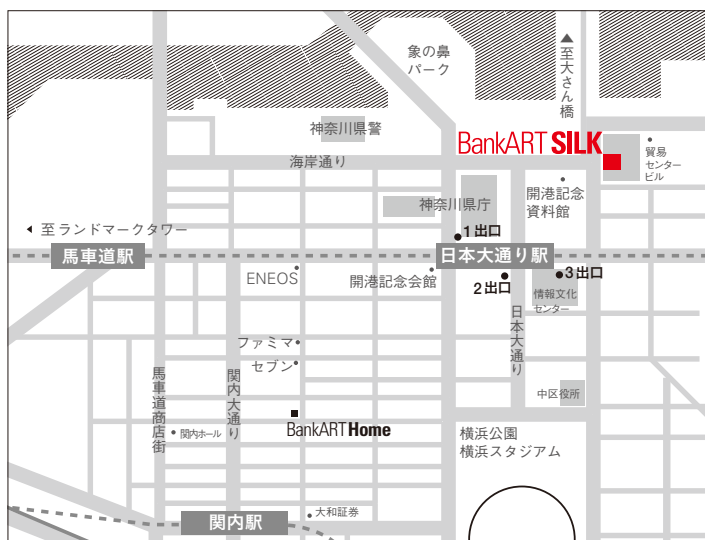 象の鼻
パーク
▲至大さん橋
神奈川県警
BankART SILK
貿易
センター
ビル
海岸通り
神奈川県庁
開港記念
資料館
◀ 至ランドマークタワー
1出口
馬車道駅
日本大通り駅
ENEOS
開港記念会館
2出口
3出口
情報文化
センター
日本大通り
ファミマ
セブン
馬車道商店街
関内大通り
中区役所
関内ホール
BankART Home
横浜公園
横浜スタジアム
大和証券
関内駅